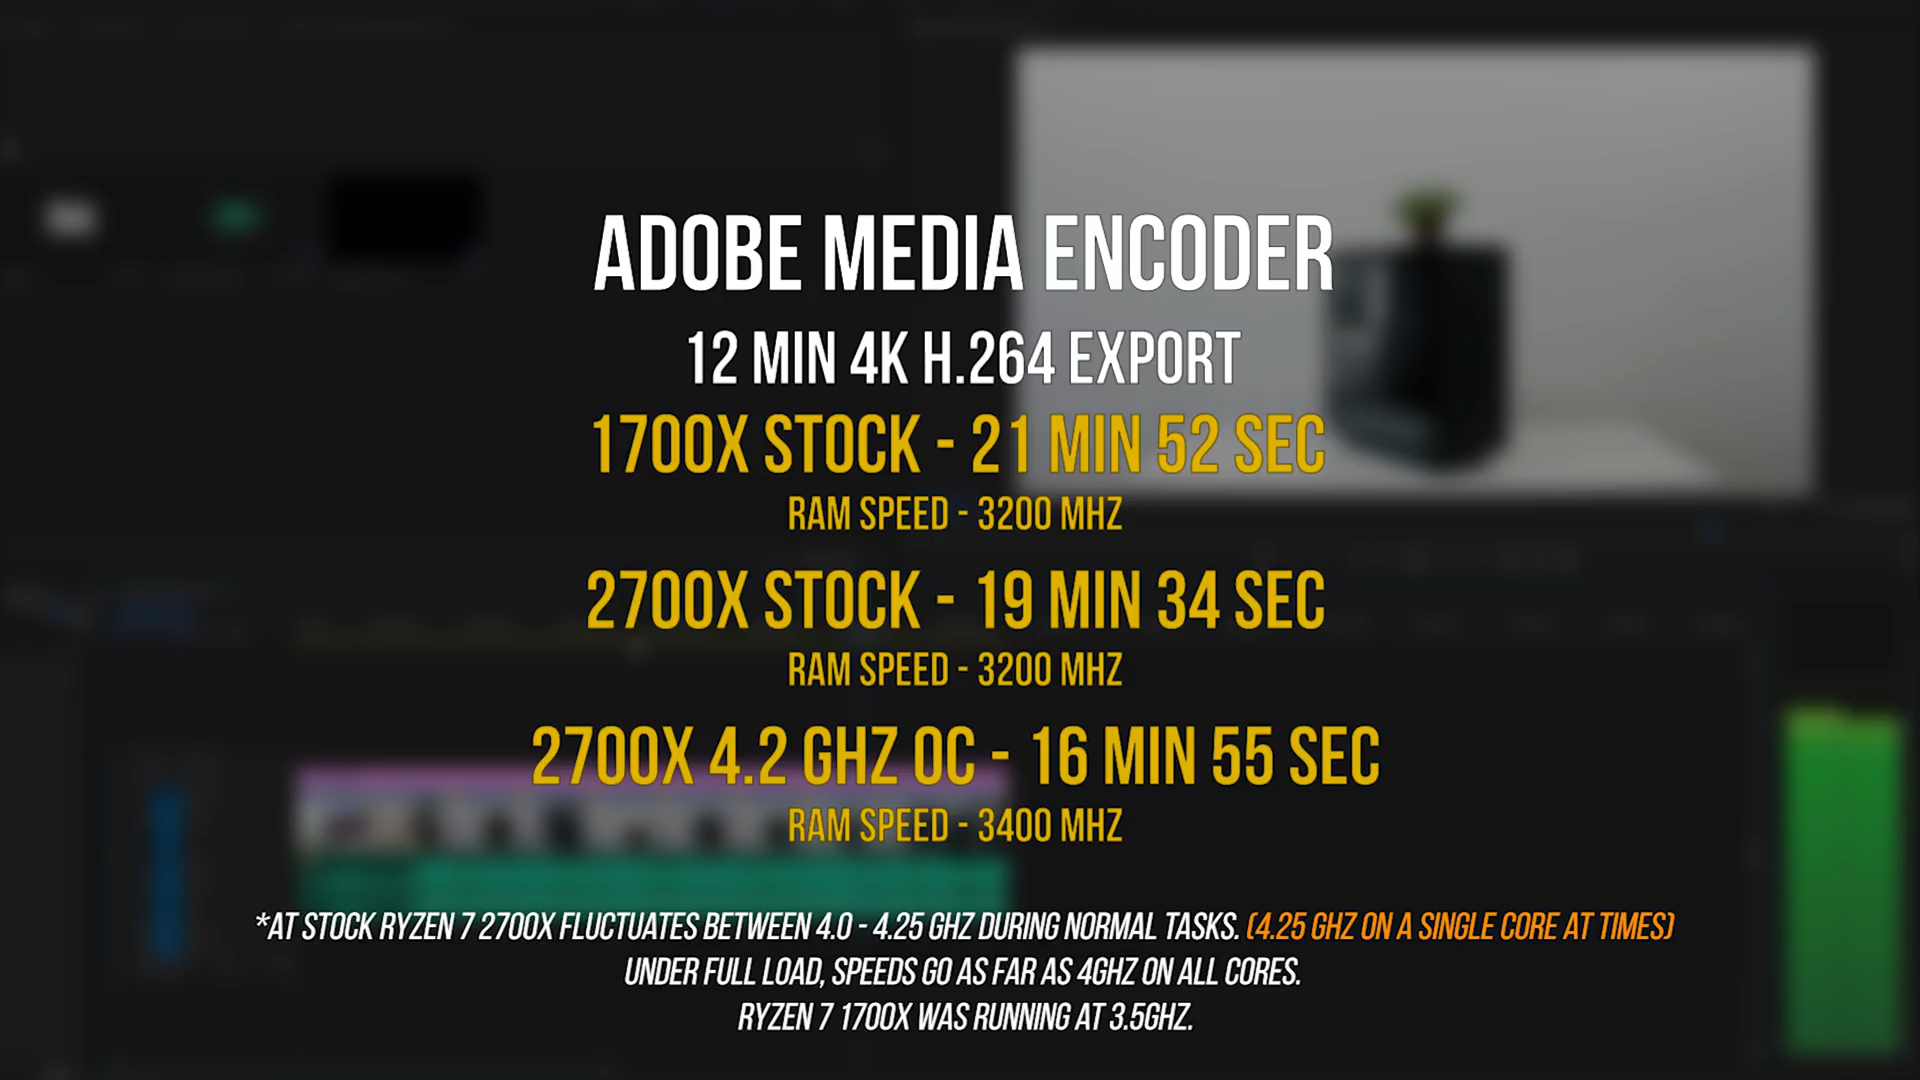 ADOBE MEDIA ENCODER
12 MIN 4K H.264 EXPORT
1700X STOCK - 21 MIN 52 SEC
RAM SPEED - 3200 MHZ
2700X STOCK - 19 MIN 34 SEC
RAM SPEED - 3200 MHZ
2700X 4.2 GHZ OC - 16 MIN 55 SEC
RAM SPEED - 3400 MHZ
*AT STOCK RYZEN 7 2700X FLUCTUATES BETWEEN 4.0 - 4.25 GHZ DURING NORMAL TASKS. (4.25 GHZ ON A SINGLE CORE AT TIMES)
UNDER FULL LOAD, SPEEDS GO AS FAR AS 4GHZ ON ALL CORES.
RYZEN 7 1700X WAS RUNNING AT 3.5GHZ.